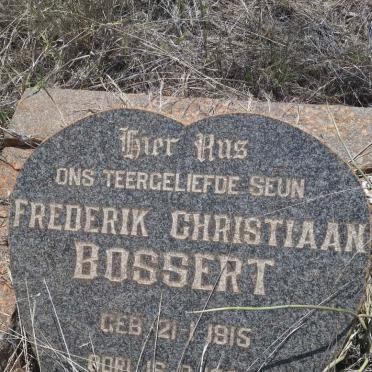 Hier Rus
ONS TEERGELIEFDE SEUN
FREDERIK CHRISTIAAN
BOSSERT
GEB 21 1 1915